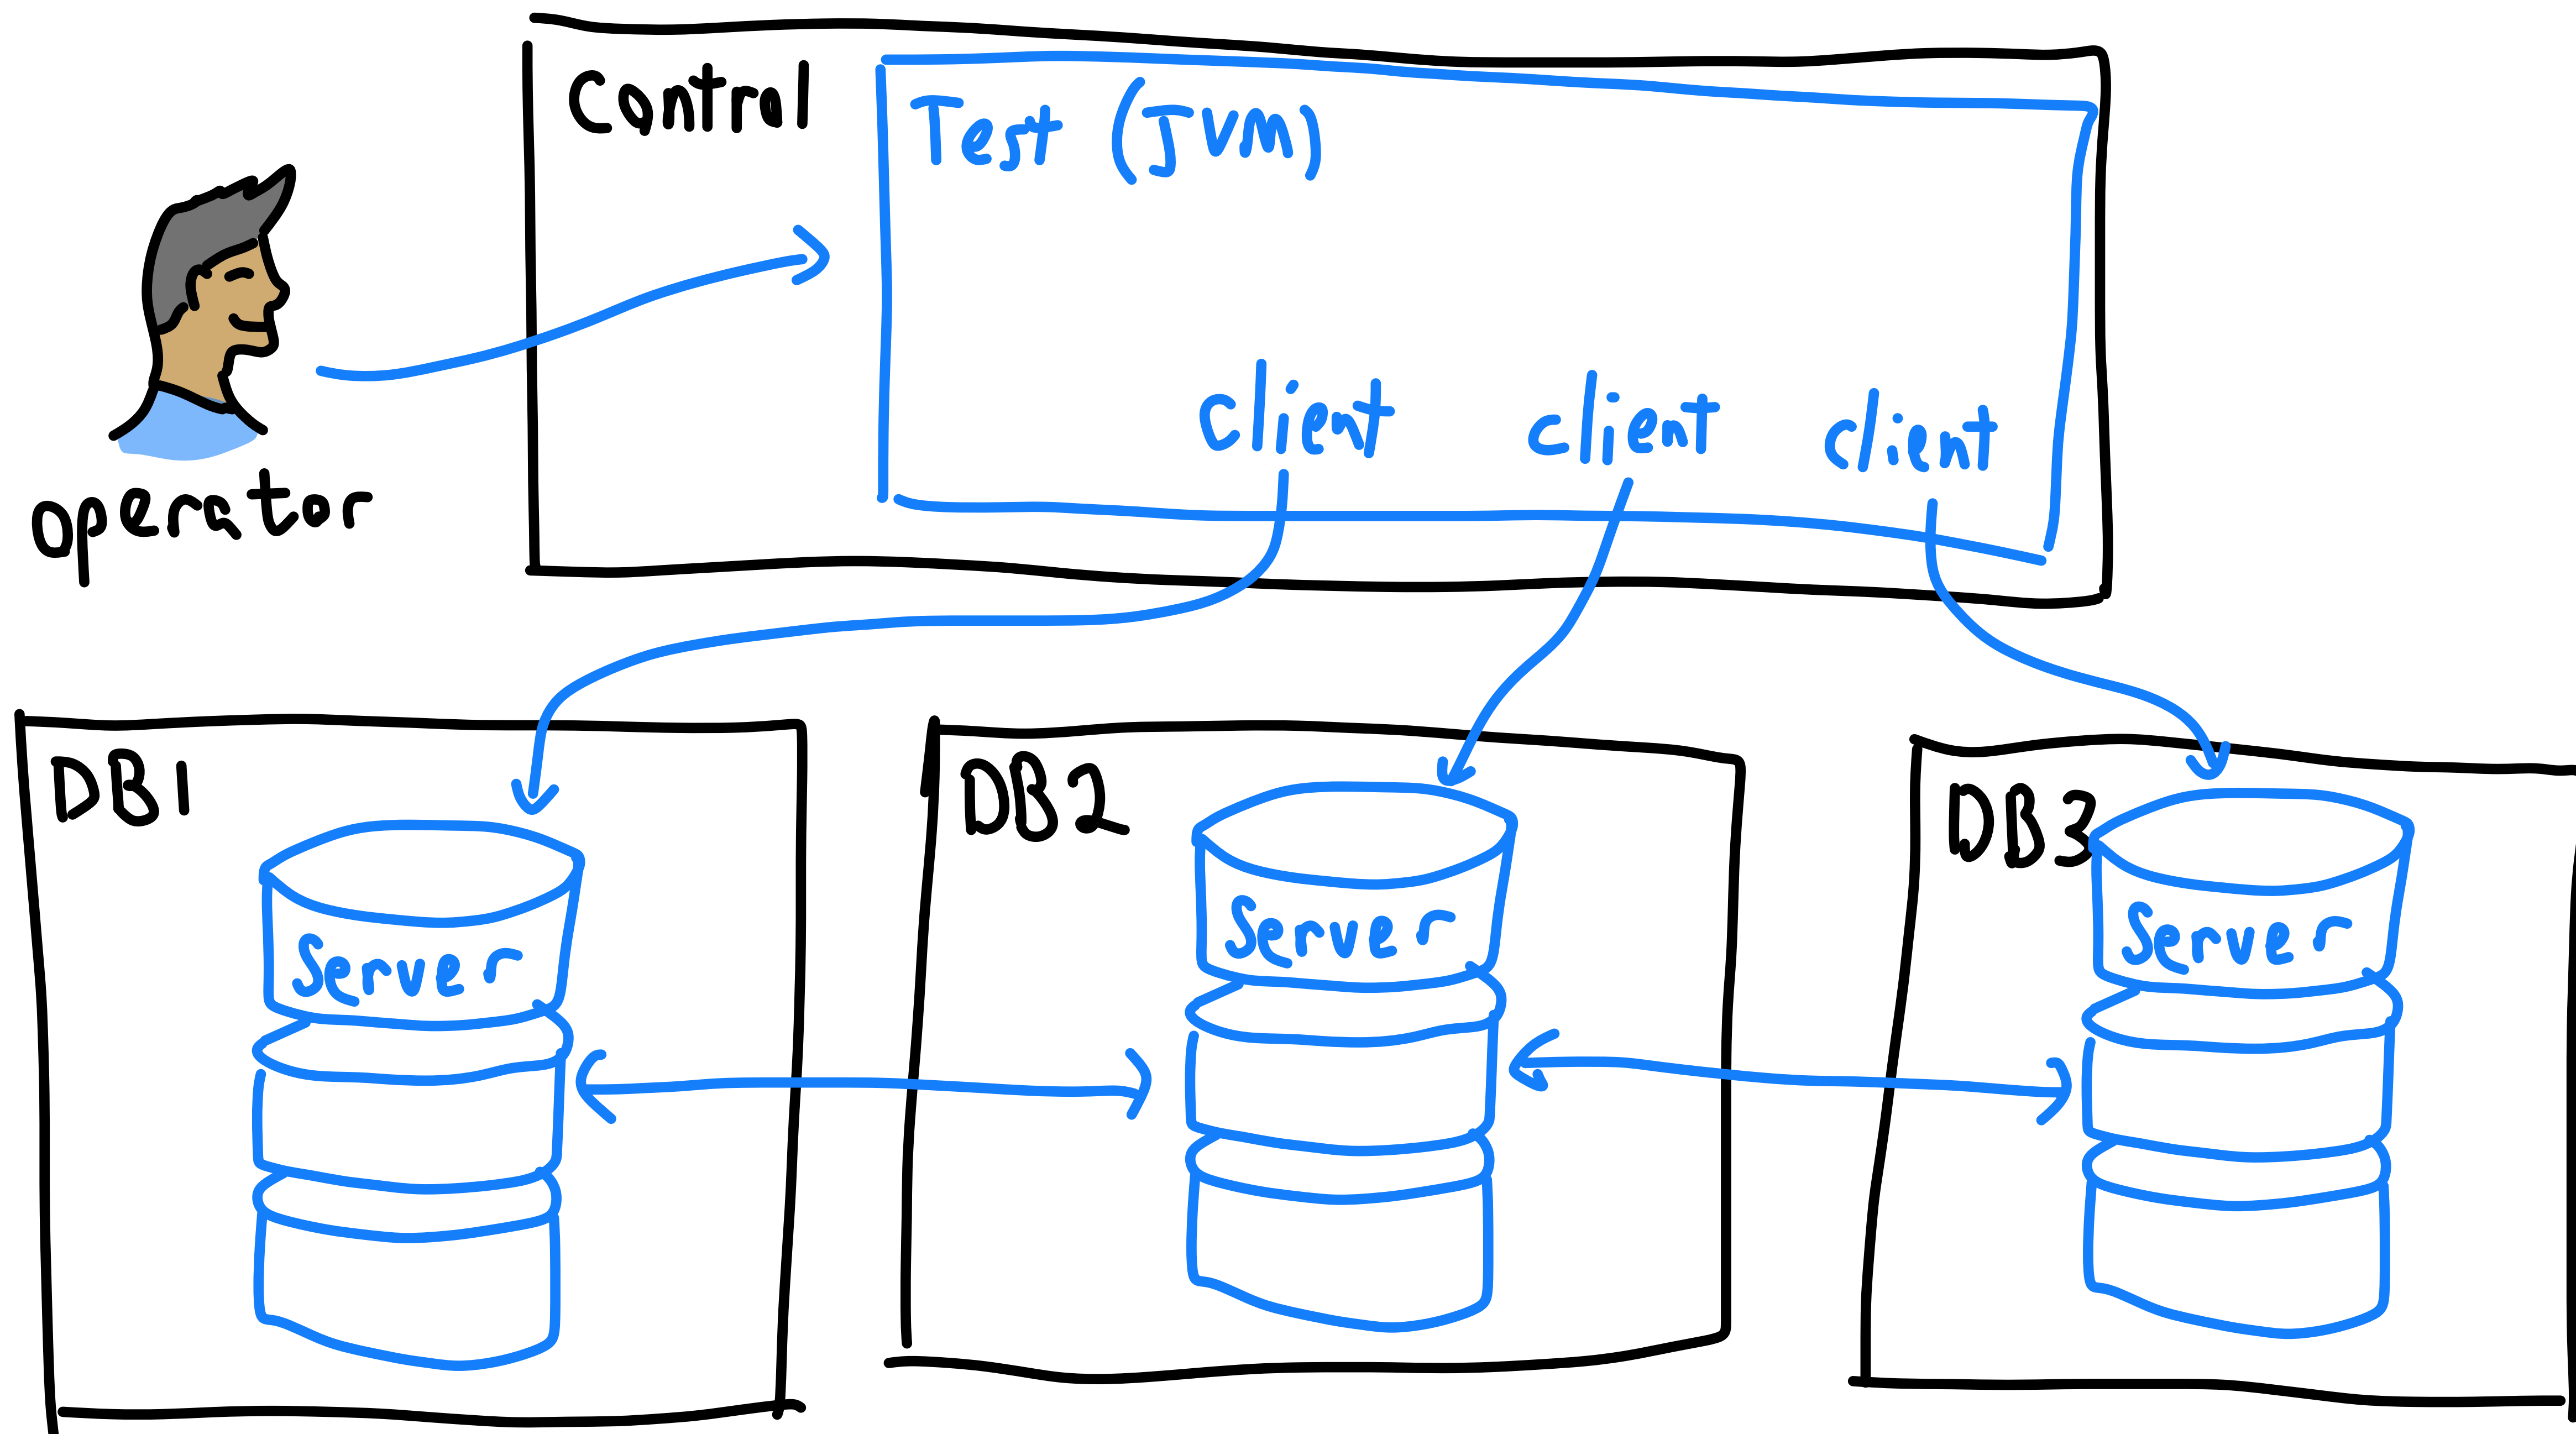 Control
Test (JVM)
client
client
client
operator
DB1
DB2
DB3
Server
Server
Server